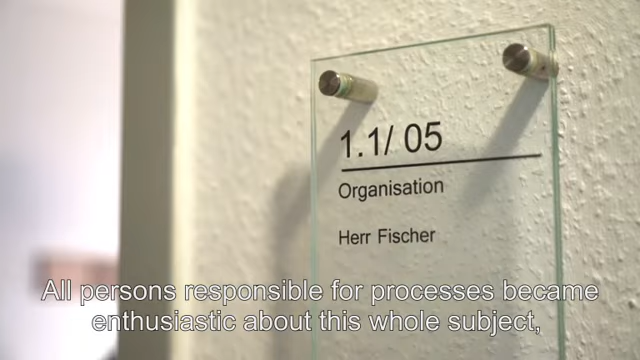 1.1/ 05
Organisation
Herr Fischer
All persons responsible for processes became
enthusiastic about this whole subject,